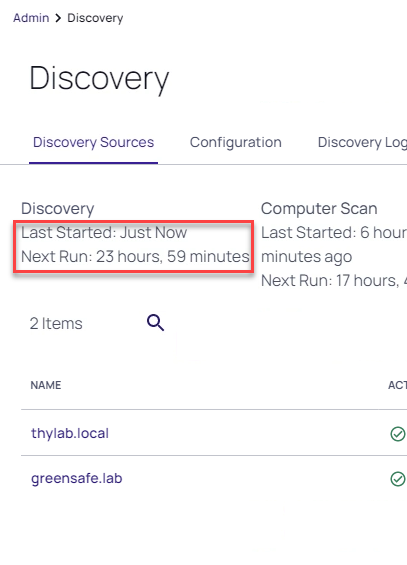 Admin > Discovery
Discovery
Discovery Sources Configuration Discovery Log
Discovery
Last Started: Just Now
Next Run: 23 hours, 59 minutes
Computer Scan
Last Started: 6 hour
minutes ago
Next Run: 17 hours, 4
2 Items
NAME ACT
thylab.local
greensafe.lab